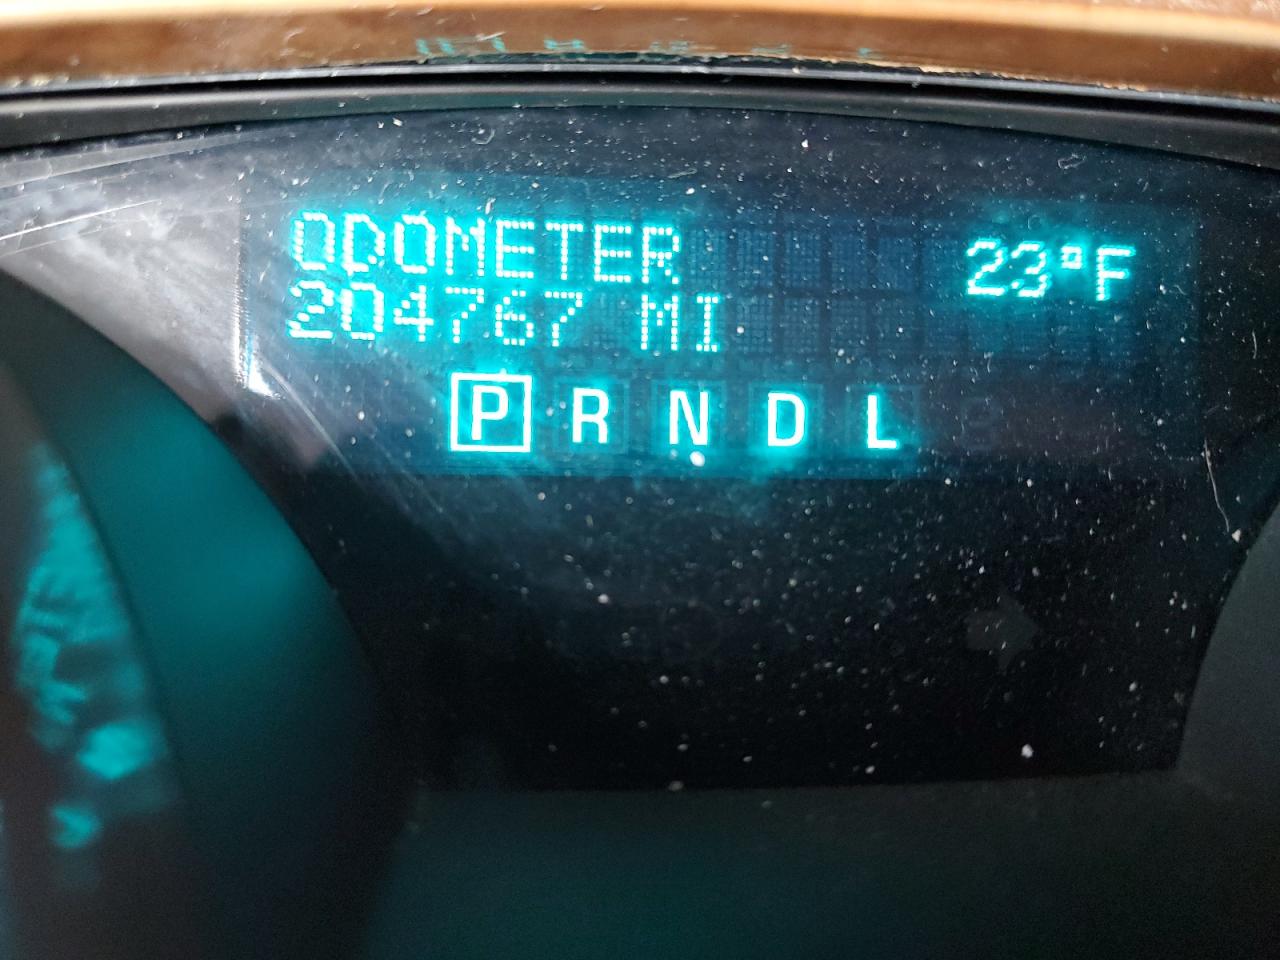 ODOMETER 23°F
204767 MI
P R N D L